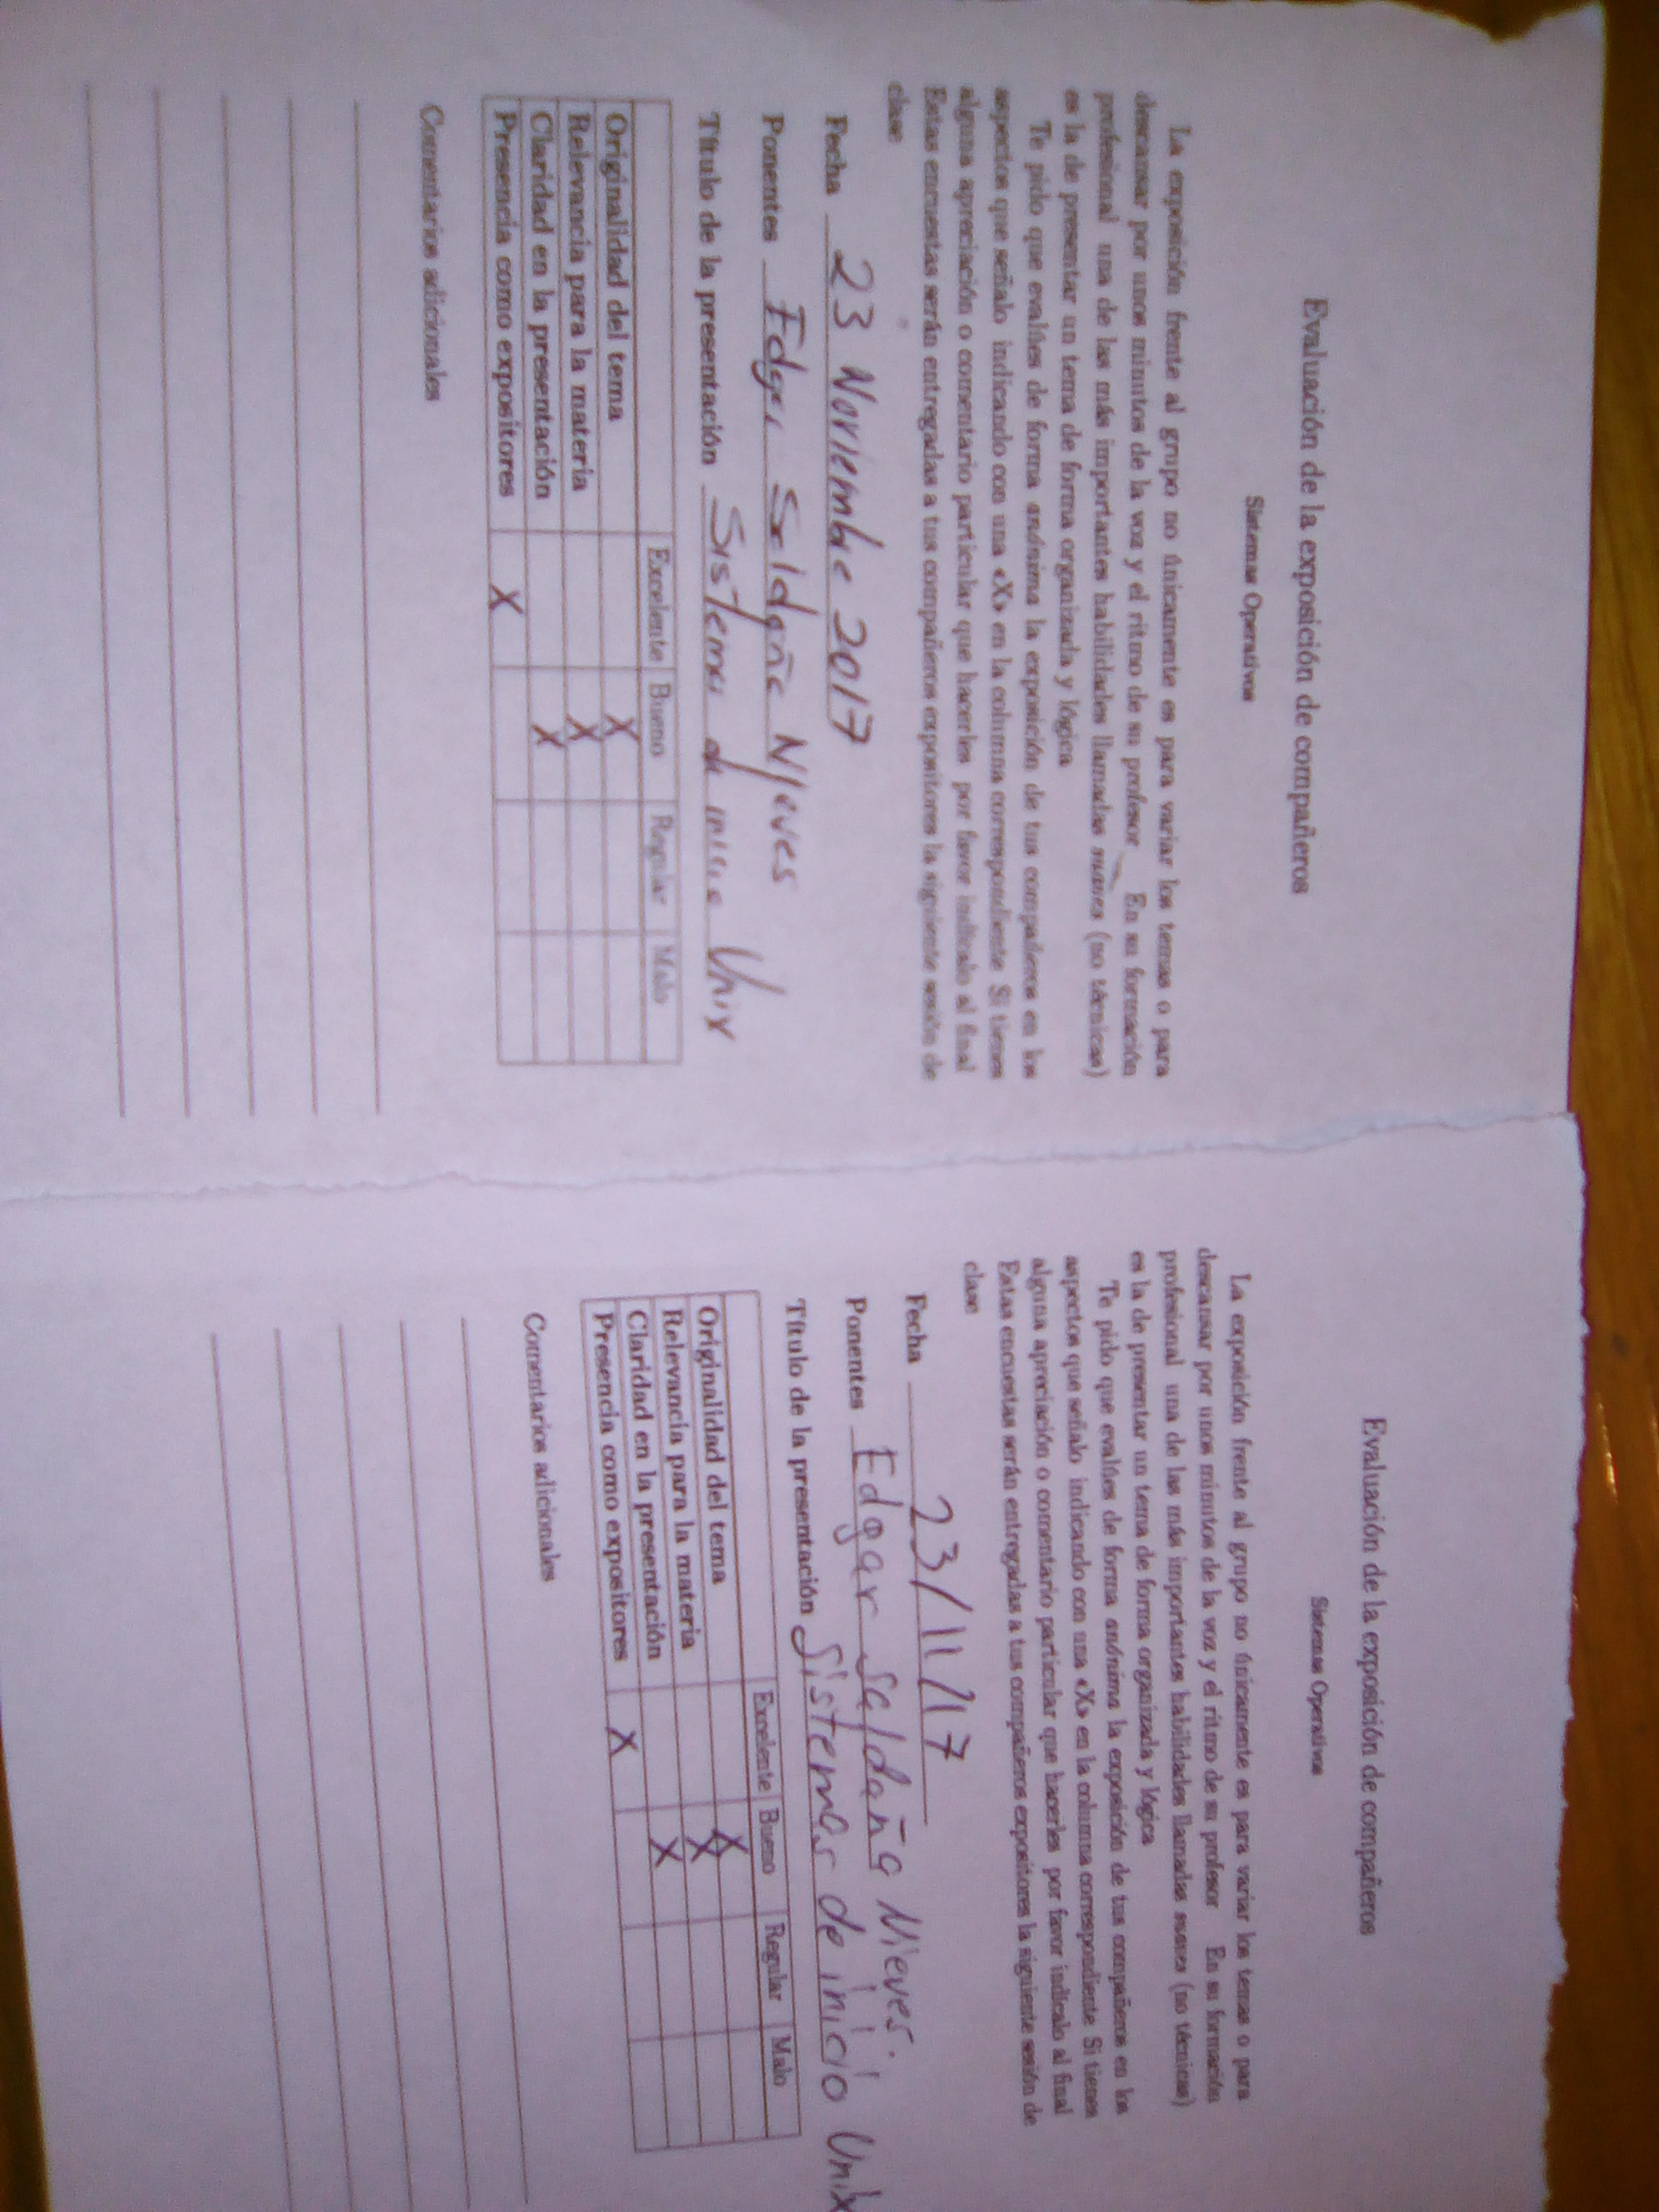 Evaluación de la exposición de compañeros
Sistemas Operativos
La exposición frente al grupo no únicamente es para variar los temas o para
descansar por unos minutos de la voz y el ritmo de su profesor En su formación
profesional una de las más importantes habilidades llamadas suaves (no técnicas)
es la de presentar un tema de forma organizada y lógica
Te pido que evalúes de forma anónima la exposición de tus compañeros en los
aspectos que señalo indicando con una «X» en la columna correspondiente Si tienes
alguna apreciación o comentario particular que hacerles por favor indícalo al final
Estas encuestas serán entregadas a tus compañeros expositores la siguiente sesión de
clase
Fecha 23 Noviembre 2017
Ponentes Edgar Saldaña Nieves
Título de la presentación Sistema de inicio Unix
Excelente Bueno Regular Malo
Originalidad del tema X
Relevancia para la materia X
Claridad en la presentación X
Presencia como expositores X
Comentarios adicionales
Evaluación de la exposición de compañeros
Sistemas Operativos
La exposición frente al grupo no únicamente es para variar los temas o para
descansar por unos minutos de la voz y el ritmo de su profesor En su formación
profesional una de las más importantes habilidades llamadas suaves (no técnicas)
es la de presentar un tema de forma organizada y lógica
Te pido que evalúes de forma anónima la exposición de tus compañeros en los
aspectos que señalo indicando con una «X» en la columna correspondiente Si tienes
alguna apreciación o comentario particular que hacerles por favor indícalo al final
Estas encuestas serán entregadas a tus compañeros expositores la siguiente sesión de
clase
Fecha 23/11/17
Ponentes Edgar Saldaña Nieves.
Título de la presentación Sistemas de inicio Unix
Excelente Bueno Regular Malo
Originalidad del tema X
Relevancia para la materia X
Claridad en la presentación X
Presencia como expositores X
Comentarios adicionales